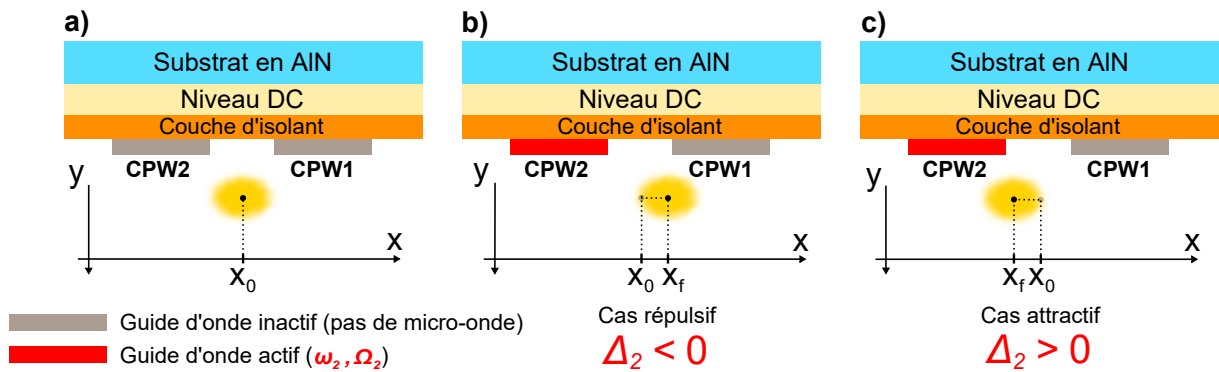 a)
Substrat en AlN
Niveau DC
Couche d'isolant
CPW2
CPW1
y
x
x₀
b)
Substrat en AlN
Niveau DC
Couche d'isolant
CPW2
CPW1
y
x
x₀
x_f
Cas répulsif
Δ₂ < 0
c)
Substrat en AlN
Niveau DC
Couche d'isolant
CPW2
CPW1
y
x
x_f
x₀
Cas attractif
Δ₂ > 0
Guide d'onde inactif (pas de micro-onde)
Guide d'onde actif (ω₂, Ω₂)